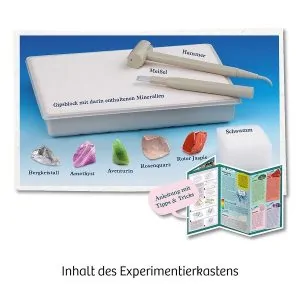 Hammer
Meißel
Gipsblock mit darin enthaltenen Mineralien
Schwamm
Bergkristall
Amethyst
Aventurin
Rosenquarz
Roter Jaspis
Anleitung mit
Tipps & Tricks
Inhalt des Experimentierkastens